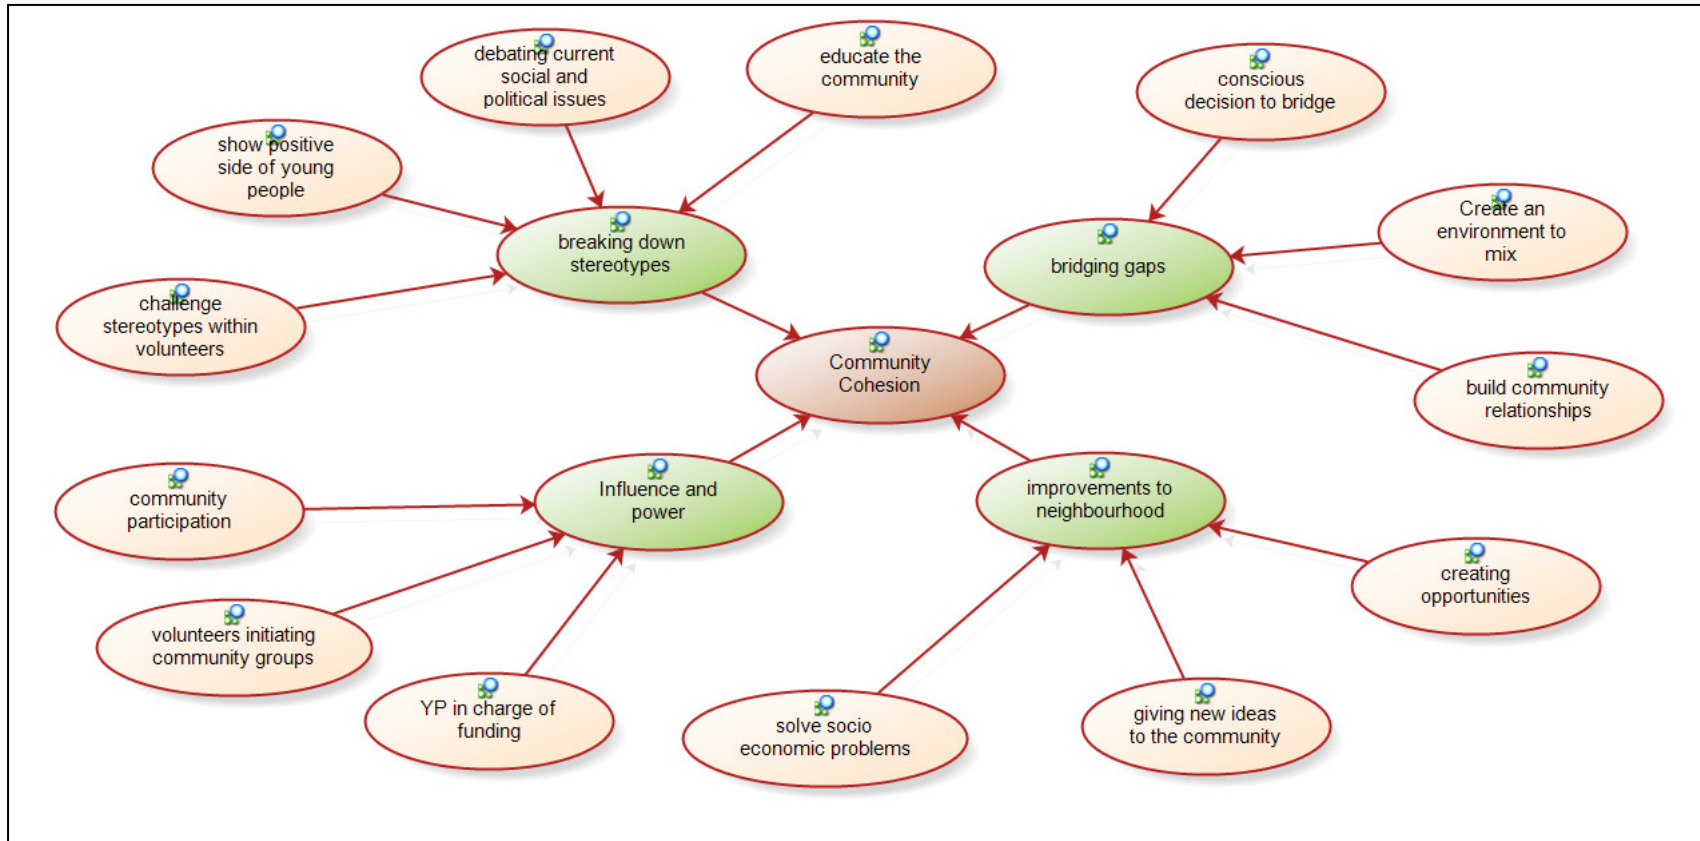 debating current
social and
political issues
educate the
community
conscious
decision to bridge
show positive
side of young
people
Create an
environment to
mix
breaking down
stereotypes
bridging gaps
challenge
stereotypes within
volunteers
Community
Cohesion
build community
relationships
community
participation
Influence and
power
improvements to
neighbourhood
creating
opportunities
volunteers initiating
community groups
YP in charge of
funding
solve socio
economic problems
giving new ideas
to the community